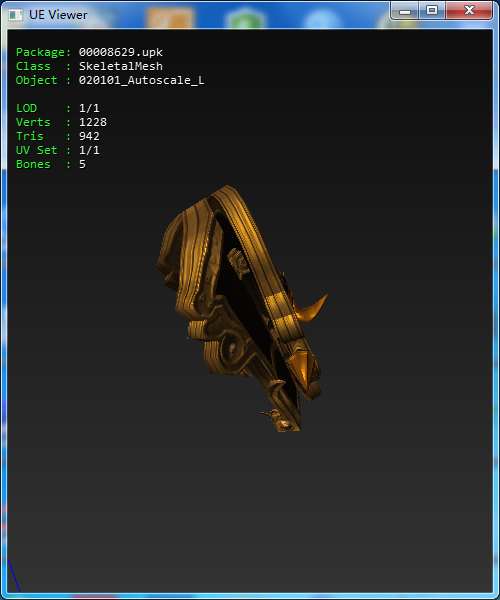 UE Viewer
Package: 00008629.upk
Class : SkeletalMesh
Object : 020101_Autoscale_L
LOD : 1/1
Verts : 1228
Tris : 942
UV Set : 1/1
Bones : 5